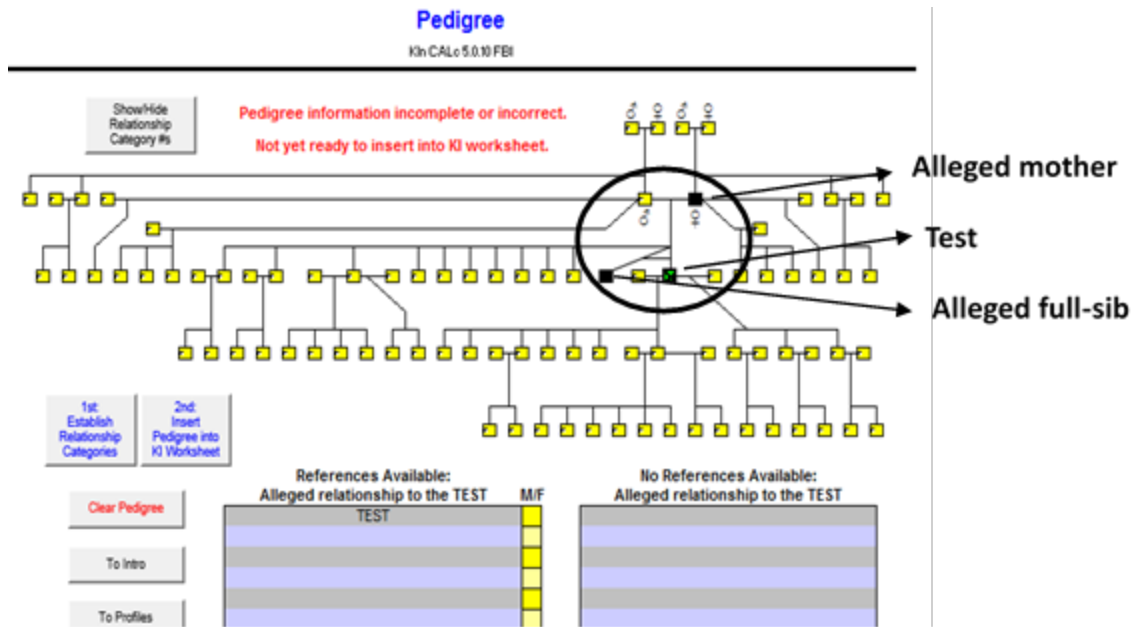 Pedigree
KIn CALc 5.0.10 FBI
Show/Hide
Relationship
Category #s
Pedigree information incomplete or incorrect.
Not yet ready to insert into KI worksheet.
♂ ♀ ♂ ♀
Alleged mother
♂ ♀
Test
Alleged full-sib
1st:
Establish
Relationship
Categories
2nd:
Insert
Pedigree into
KI Worksheet
References Available:
Alleged relationship to the TEST
M/F
No References Available:
Alleged relationship to the TEST
Clear Pedigree
TEST
To Intro
To Profiles